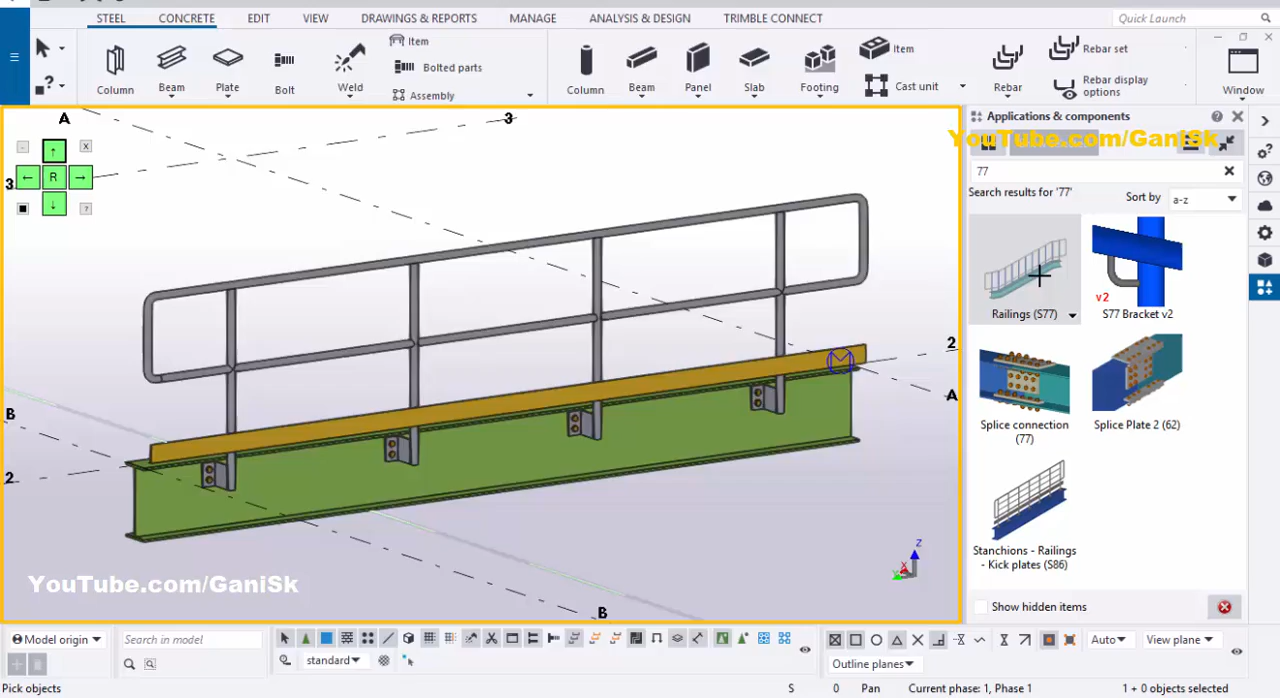 STEEL CONCRETE EDIT VIEW DRAWINGS & REPORTS MANAGE ANALYSIS & DESIGN TRIMBLE CONNECT Quick Launch
Item
Bolted parts
Assembly
Column Beam Plate Bolt Weld
Item
Cast unit
Column Beam Panel Slab Footing
Rebar set
Rebar display
options
Rebar
Window
Applications & components
YouTube.com/GaniSk
77
Search results for '77'
Sort by a-z
v2
Railings (S77)
S77 Bracket v2
Splice connection
(77)
Splice Plate 2 (62)
Stanchions - Railings
- Kick plates (S86)
Show hidden items
A
3
3
x
R
?
2
A
B
2
B
z
x
Y
YouTube.com/GaniSk
Model origin
Search in model
standard
Auto
View plane
Outline planes
Pick objects
S 0 Pan Current phase: 1, Phase 1 1 + 0 objects selected